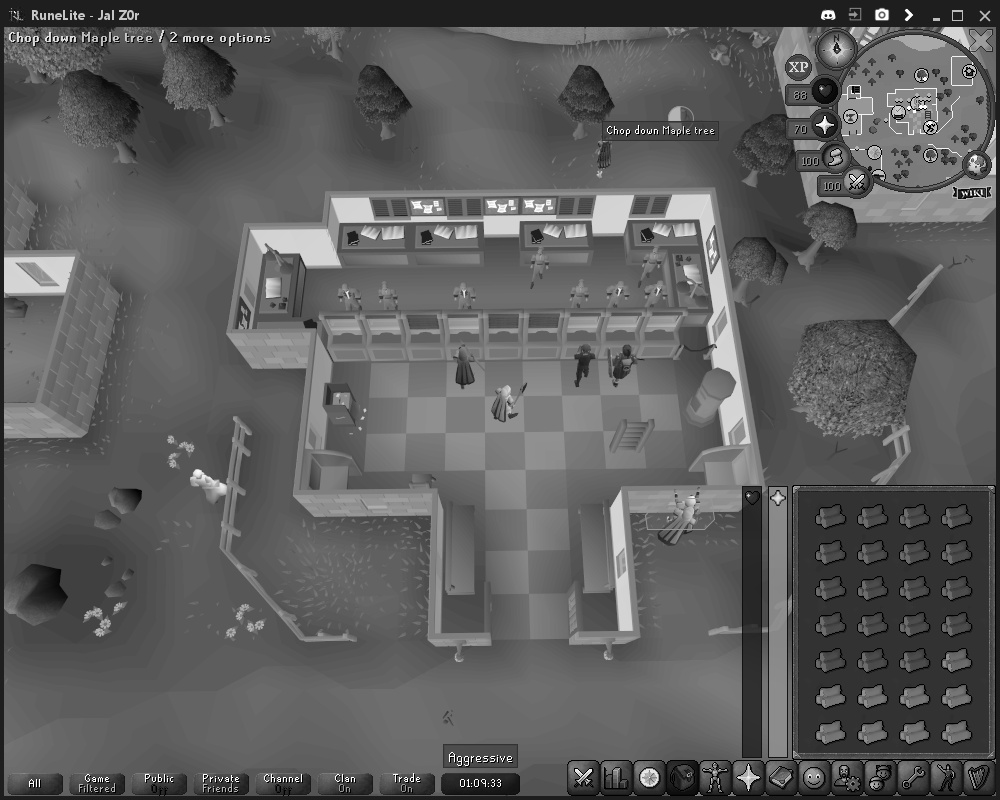 RuneLite - Jal Z0r
Chop down Maple tree / 2 more options
XP
88
70
100
100
WIKI
Chop down Maple tree
Aggressive
All
Game
Filtered
Public
Off
Private
Friends
Channel
Off
Clan
On
Trade
On
01:09:33